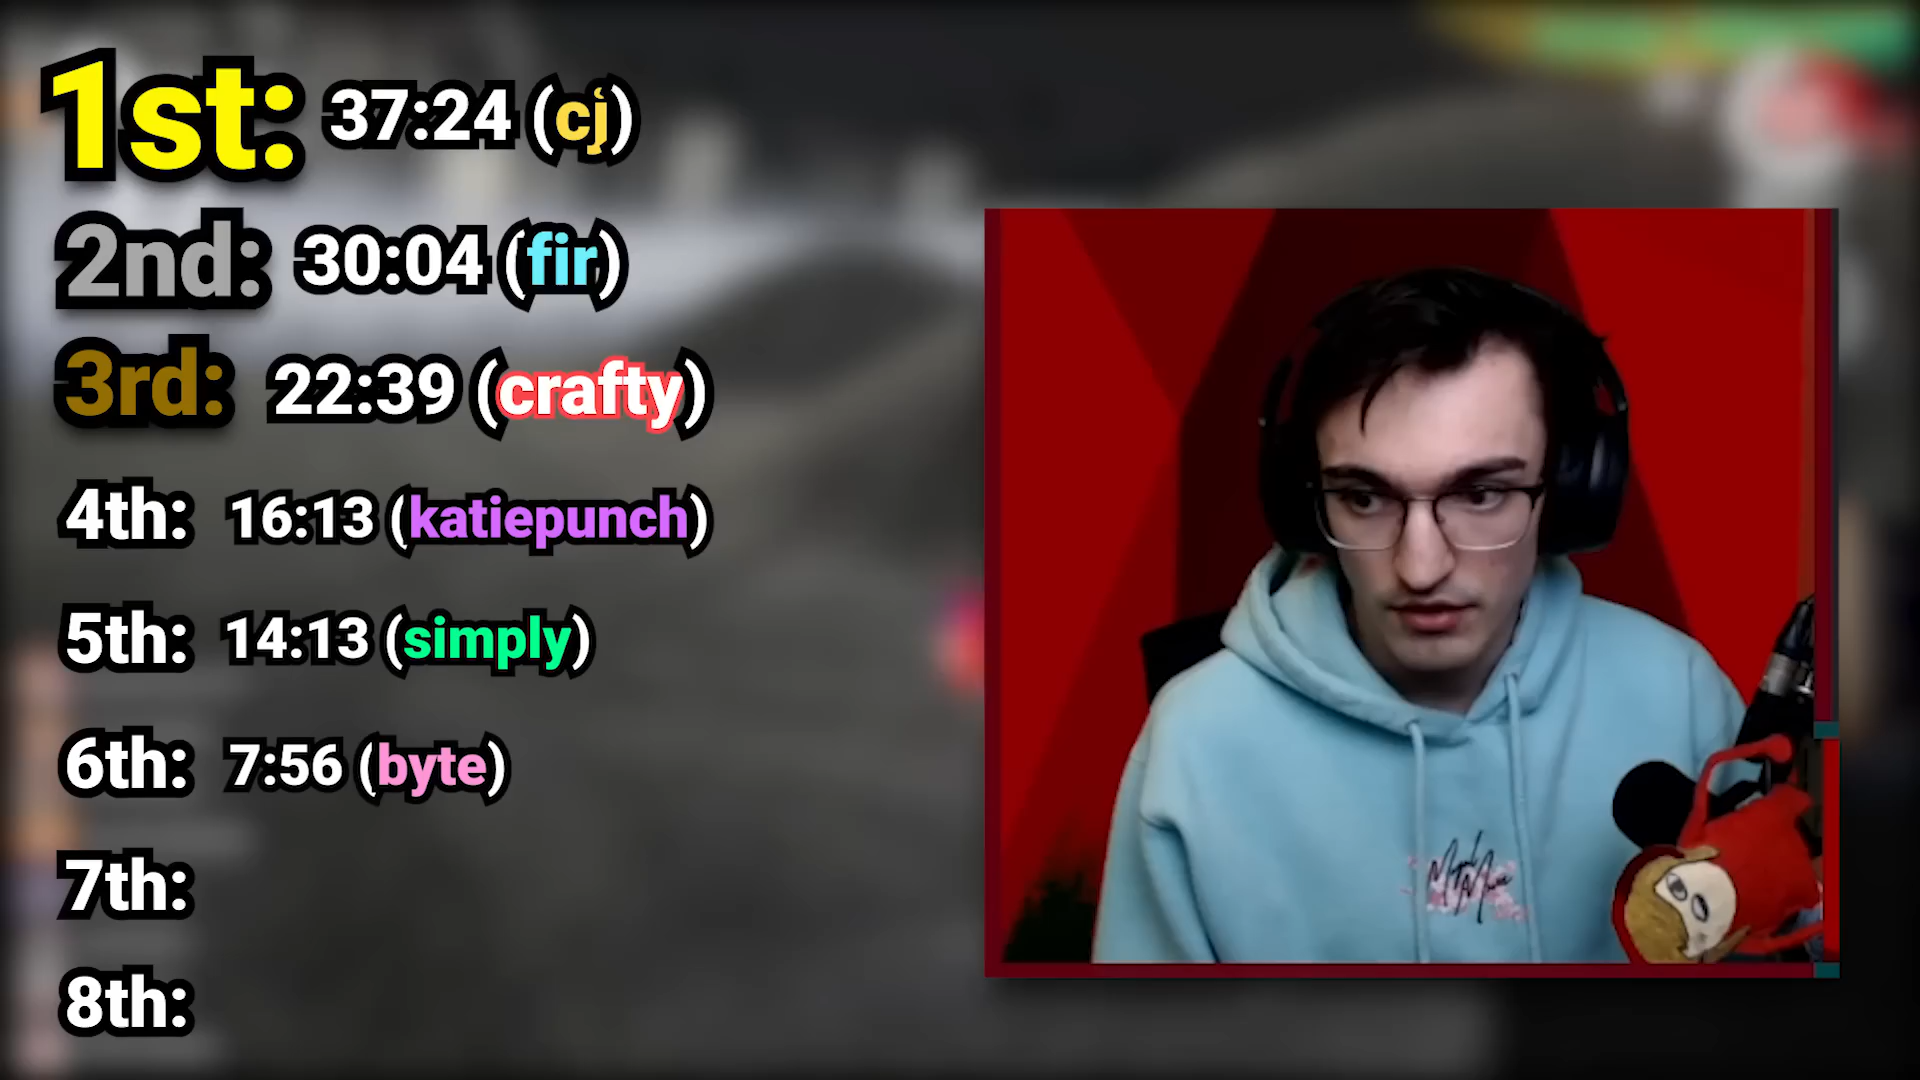 1st: 37:24 (cj)
2nd: 30:04 (fir)
3rd: 22:39 (crafty)
4th: 16:13 (katiepunch)
5th: 14:13 (simply)
6th: 7:56 (byte)
7th:
8th: